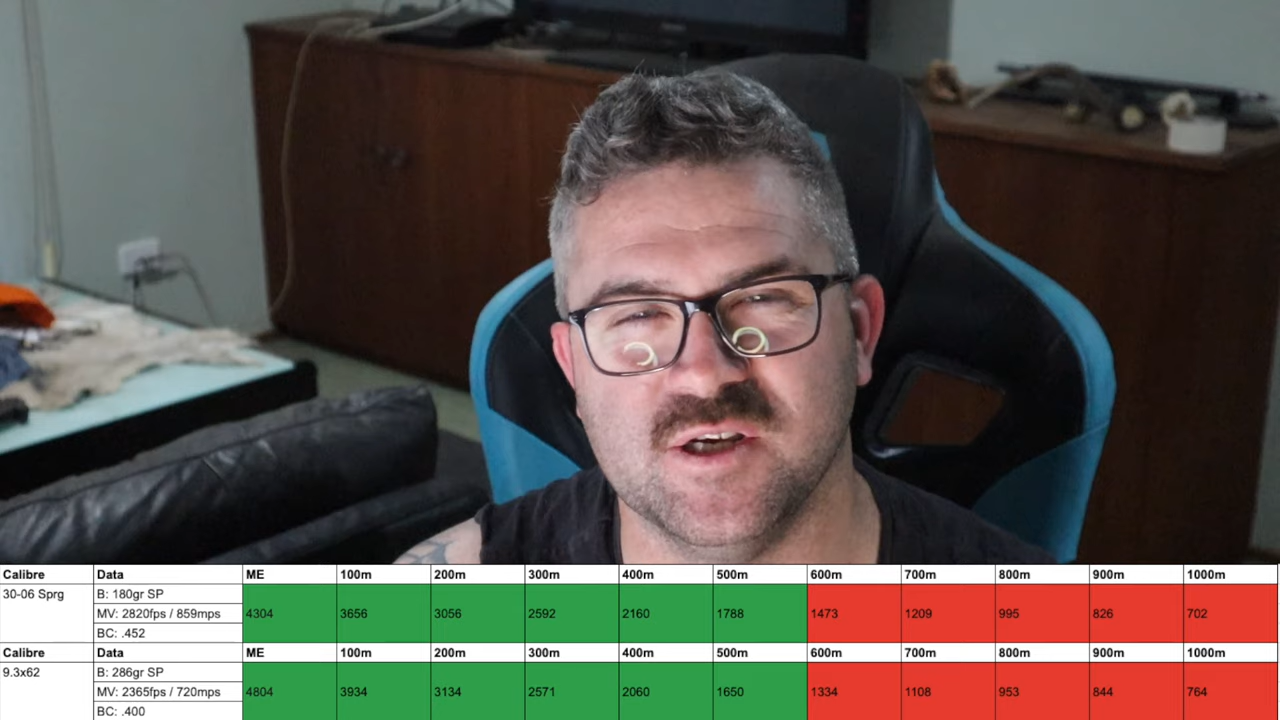 Calibre Data ME 100m 200m 300m 400m 500m 600m 700m 800m 900m 1000m
30-06 Sprg B: 180gr SP
MV: 2820fps / 859mps 4304 3656 3056 2592 2160 1788 1473 1209 995 826 702
BC: .452
Calibre Data ME 100m 200m 300m 400m 500m 600m 700m 800m 900m 1000m
9.3x62 B: 286gr SP
MV: 2365fps / 720mps 4804 3934 3134 2571 2060 1650 1334 1108 953 844 764
BC: .400